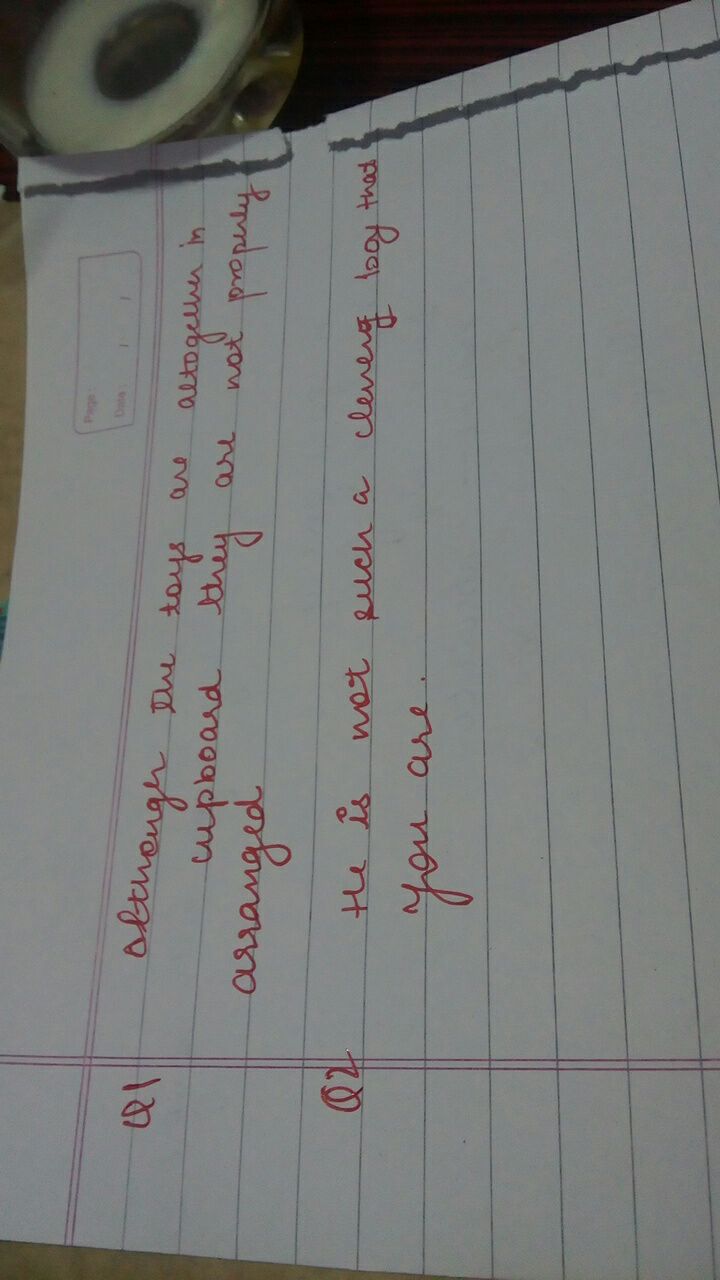 Page:
Date: / /
Q1 Although the toys are altogether in
cupboard they are not properly
arranged
Q2 He is not such a clevery boy that
you are.